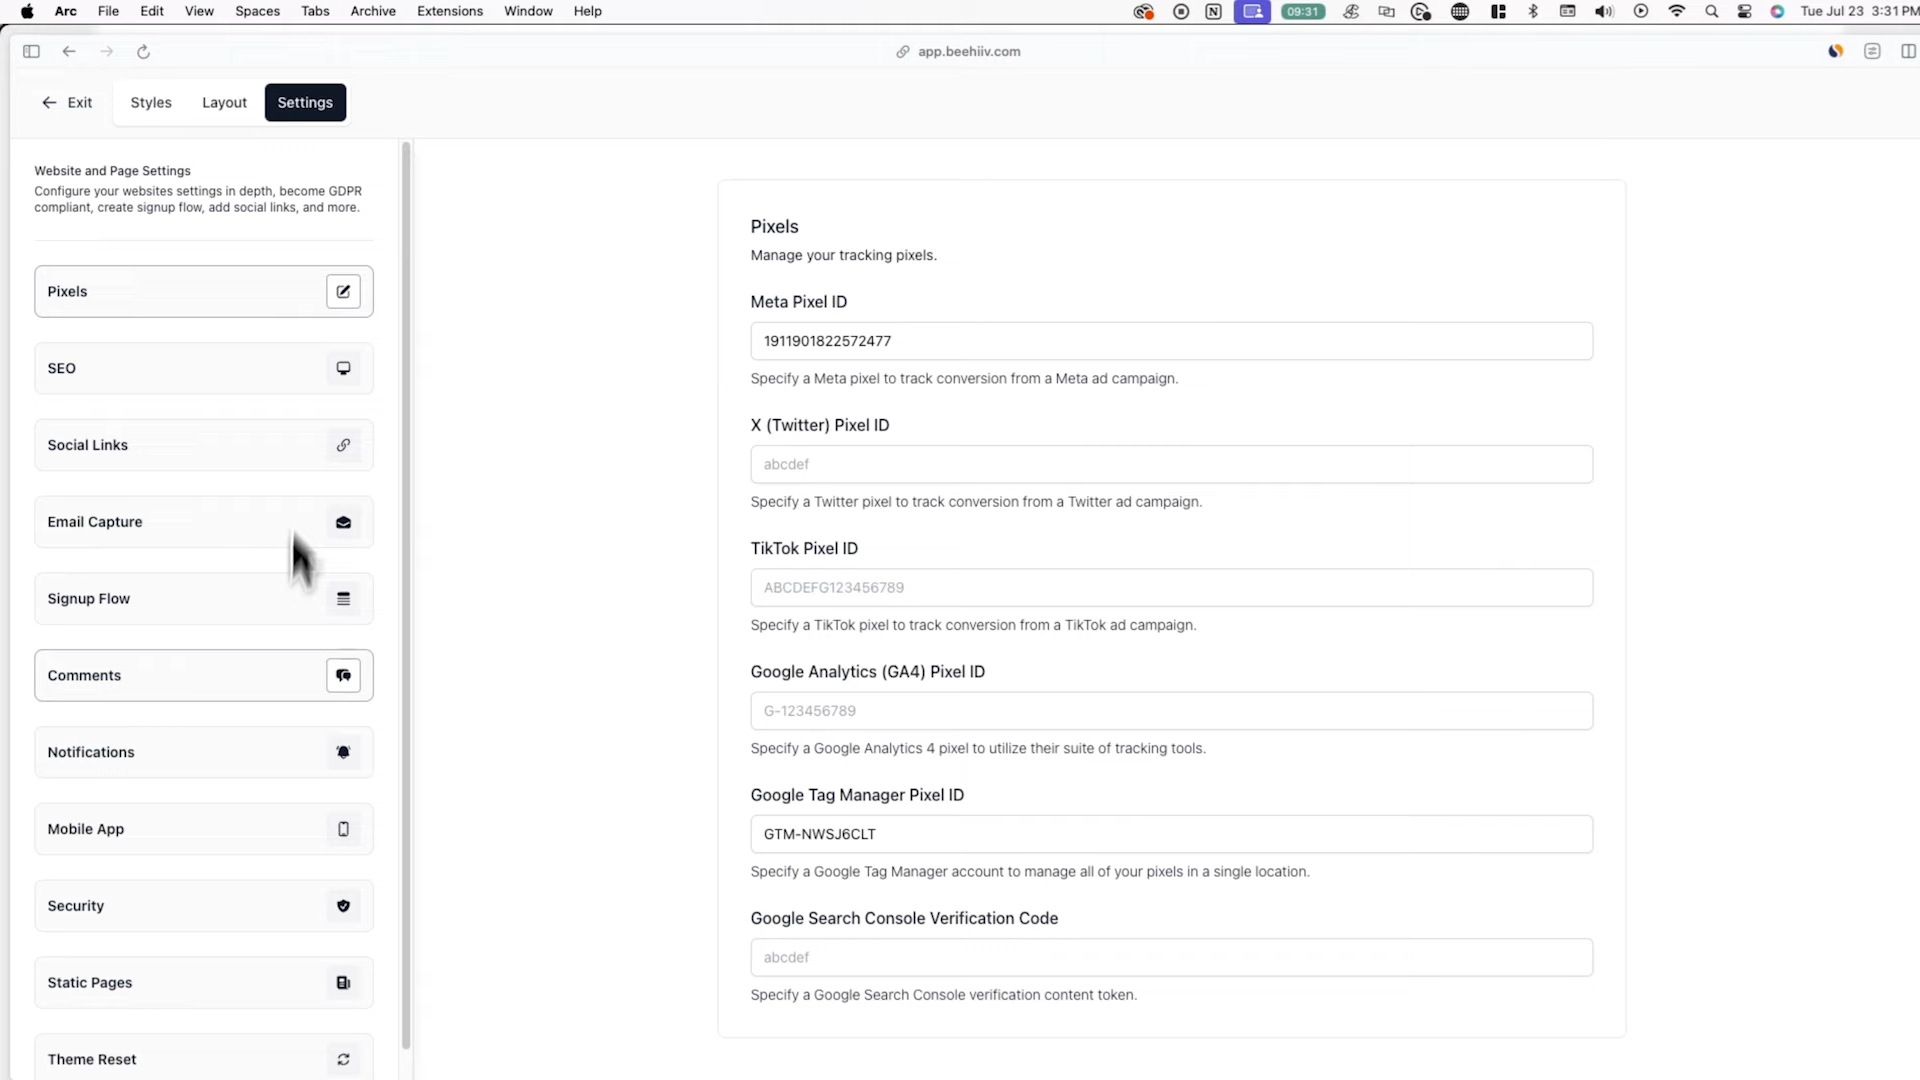 Arc File Edit View Spaces Tabs Archive Extensions Window Help 09:31 Tue Jul 23 3:31 PM
app.beehiiv.com
Exit Styles Layout Settings
Website and Page Settings
Configure your websites settings in depth, become GDPR
compliant, create signup flow, add social links, and more.
Pixels
SEO
Social Links
Email Capture
Signup Flow
Comments
Notifications
Mobile App
Security
Static Pages
Theme Reset
Pixels
Manage your tracking pixels.
Meta Pixel ID
1911901822572477
Specify a Meta pixel to track conversion from a Meta ad campaign.
X (Twitter) Pixel ID
abcdef
Specify a Twitter pixel to track conversion from a Twitter ad campaign.
TikTok Pixel ID
ABCDEFG123456789
Specify a TikTok pixel to track conversion from a TikTok ad campaign.
Google Analytics (GA4) Pixel ID
G-123456789
Specify a Google Analytics 4 pixel to utilize their suite of tracking tools.
Google Tag Manager Pixel ID
GTM-NWSJ6CLT
Specify a Google Tag Manager account to manage all of your pixels in a single location.
Google Search Console Verification Code
abcdef
Specify a Google Search Console verification content token.